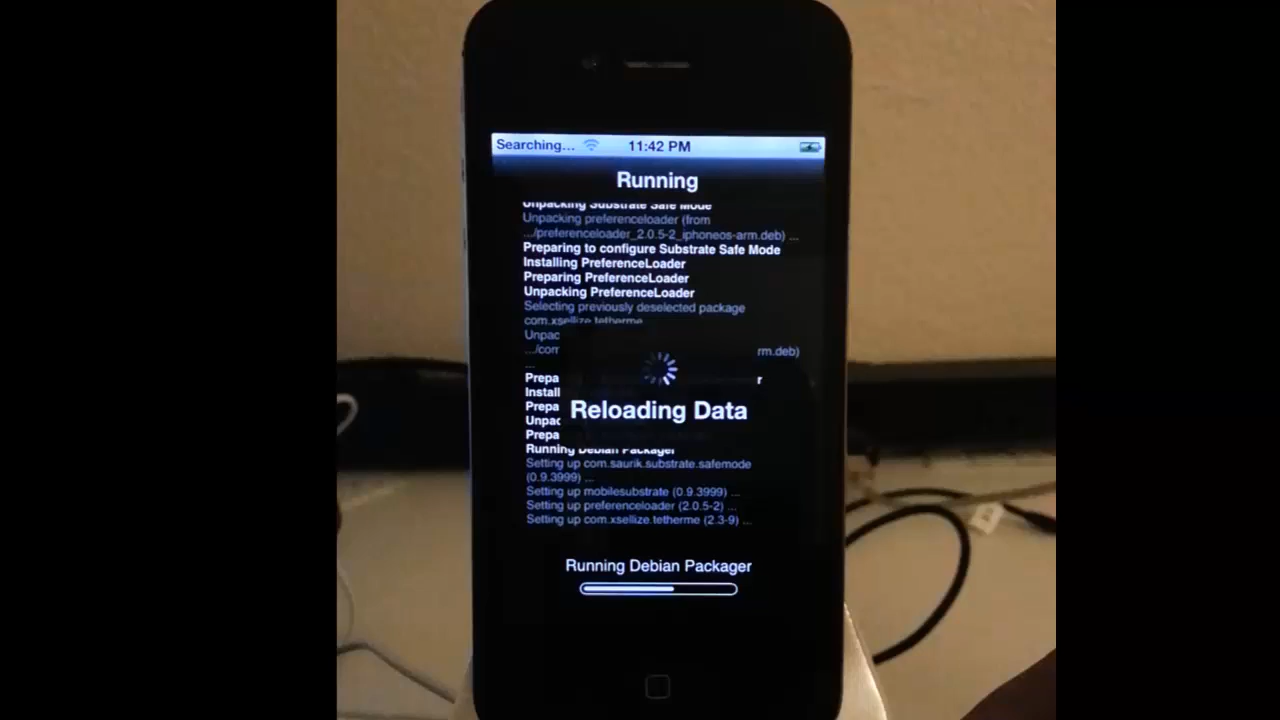 Searching... 11:42 PM
Running
Unpacking Substrate Safe Mode
Unpacking preferenceloader (from
.../preferenceloader_2.0.5-2_iphoneos-arm.deb) ...
Preparing to configure Substrate Safe Mode
Installing PreferenceLoader
Preparing PreferenceLoader
Unpacking PreferenceLoader
Selecting previously deselected package
com.xsellize.tetherme
Unpac
.../com rm.deb)
...
Prepa r
Install
Prepa
Unpac
Prepa
Reloading Data
Running Debian Packager
Setting up com.saurik.substrate.safemode
(0.9.3999) ...
Setting up mobilesubstrate (0.9.3999) ...
Setting up preferenceloader (2.0.5-2) ...
Setting up com.xsellize.tetherme (2.3-9) ...
Running Debian Packager